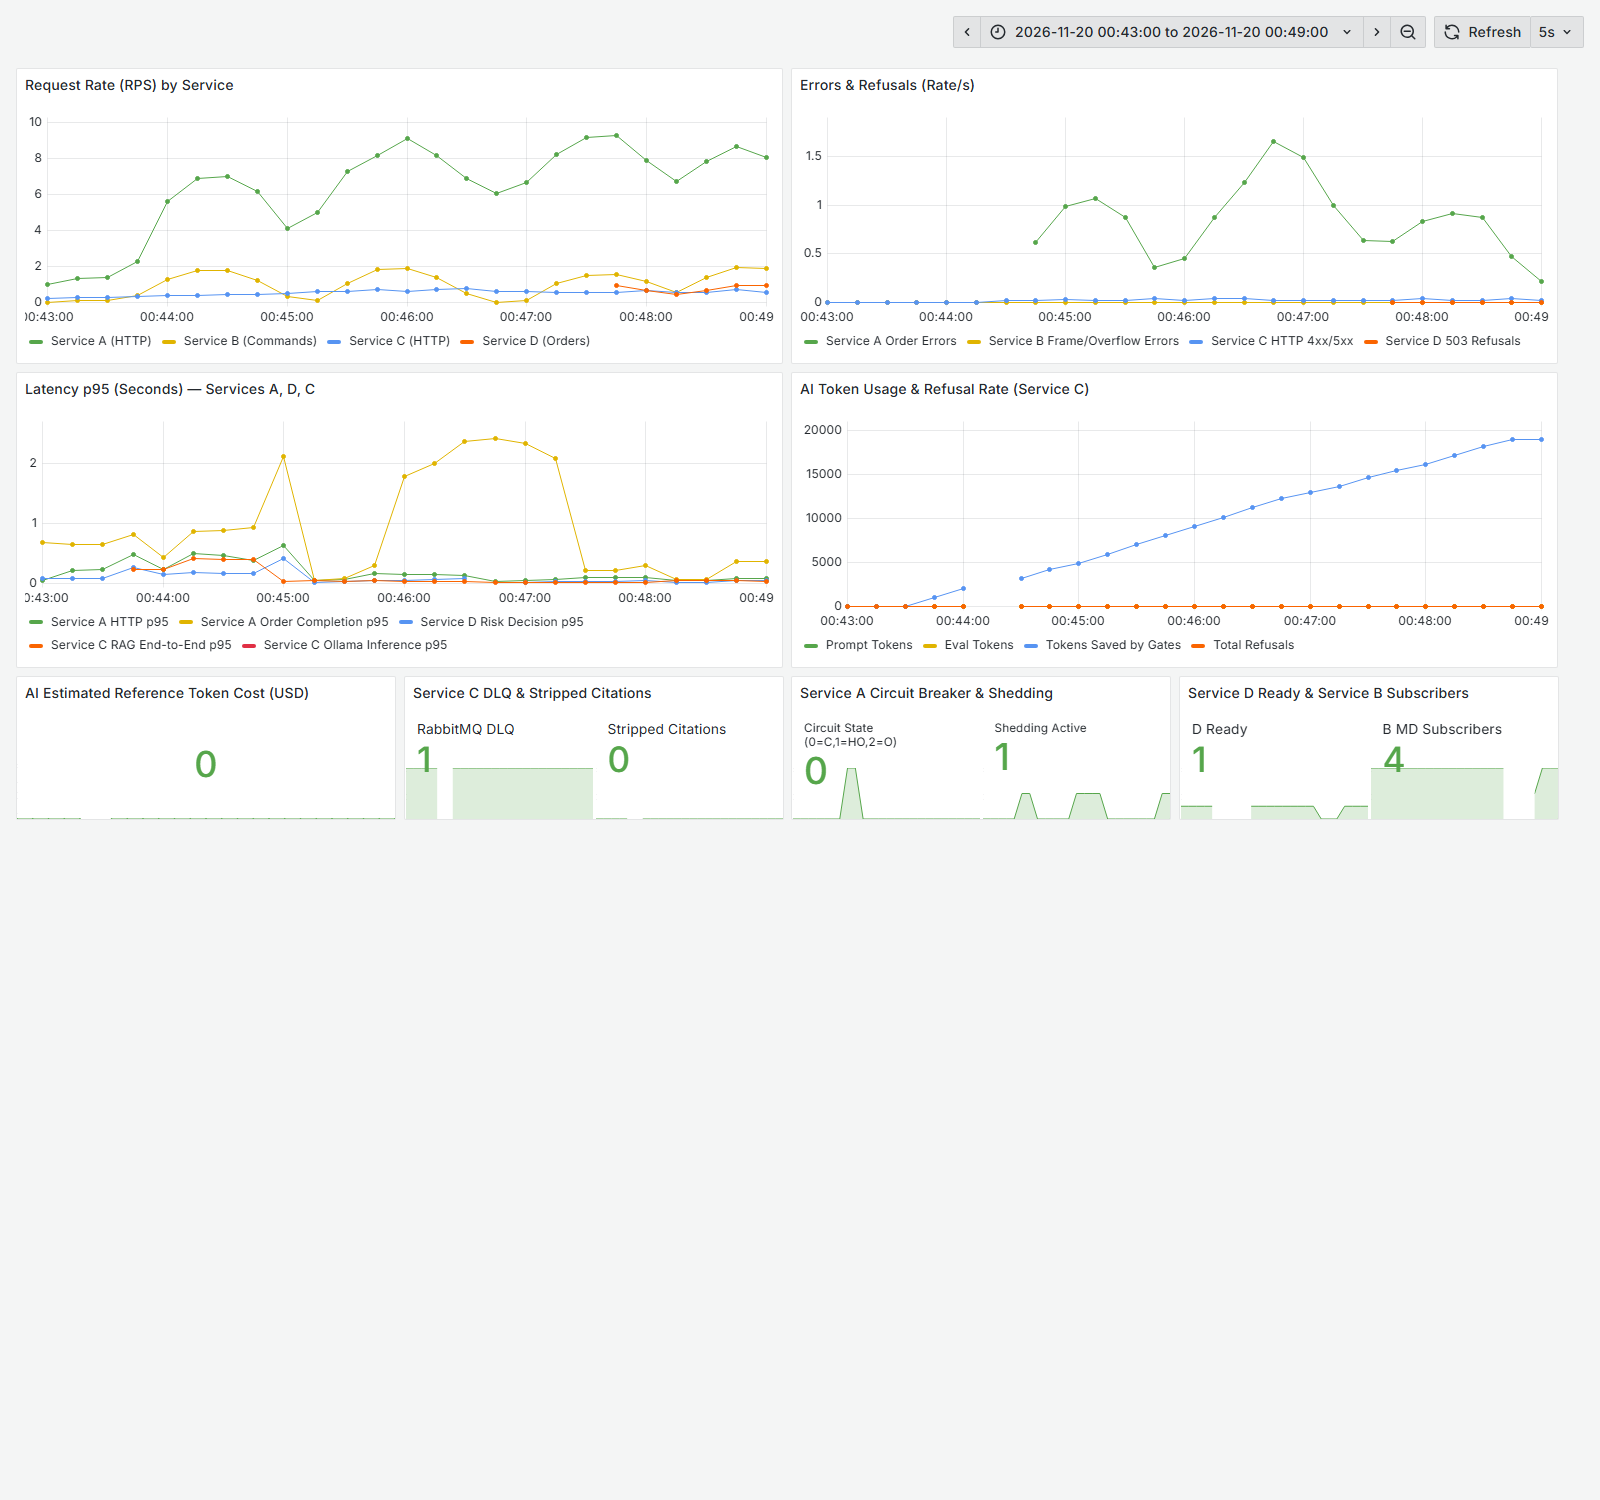 2026-11-20 00:43:00 to 2026-11-20 00:49:00
Refresh
5s
Request Rate (RPS) by Service
10
8
6
4
2
0
0:43:00 00:44:00 00:45:00 00:46:00 00:47:00 00:48:00 00:49
Service A (HTTP) Service B (Commands) Service C (HTTP) Service D (Orders)
Errors & Refusals (Rate/s)
1.5
1
0.5
0
00:43:00 00:44:00 00:45:00 00:46:00 00:47:00 00:48:00 00:49
Service A Order Errors Service B Frame/Overflow Errors Service C HTTP 4xx/5xx Service D 503 Refusals
Latency p95 (Seconds) — Services A, D, C
2
1
0
0:43:00 00:44:00 00:45:00 00:46:00 00:47:00 00:48:00 00:49
Service A HTTP p95 Service A Order Completion p95 Service D Risk Decision p95
Service C RAG End-to-End p95 Service C Ollama Inference p95
AI Token Usage & Refusal Rate (Service C)
20000
15000
10000
5000
0
00:43:00 00:44:00 00:45:00 00:46:00 00:47:00 00:48:00 00:49
Prompt Tokens Eval Tokens Tokens Saved by Gates Total Refusals
AI Estimated Reference Token Cost (USD)
0
Service C DLQ & Stripped Citations
RabbitMQ DLQ
1
Stripped Citations
0
Service A Circuit Breaker & Shedding
Circuit State
(0=C,1=HO,2=O)
0
Shedding Active
1
Service D Ready & Service B Subscribers
D Ready
1
B MD Subscribers
4